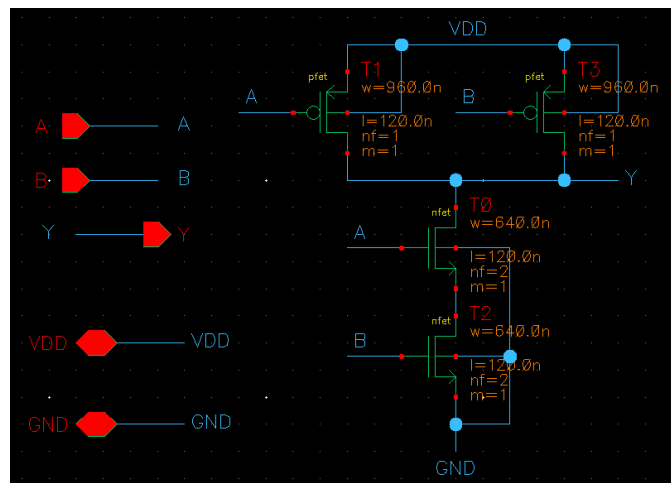 VDD
T1
pfet
w=960.0n
A
l=120.0n
nf=1
m=1
T3
pfet
w=960.0n
B
l=120.0n
nf=1
m=1
A A
B B
Y Y
Y
T0
nfet
w=640.0n
A
l=120.0n
nf=2
m=1
T2
nfet
w=640.0n
B
l=120.0n
nf=2
m=1
VDD VDD
GND GND
GND